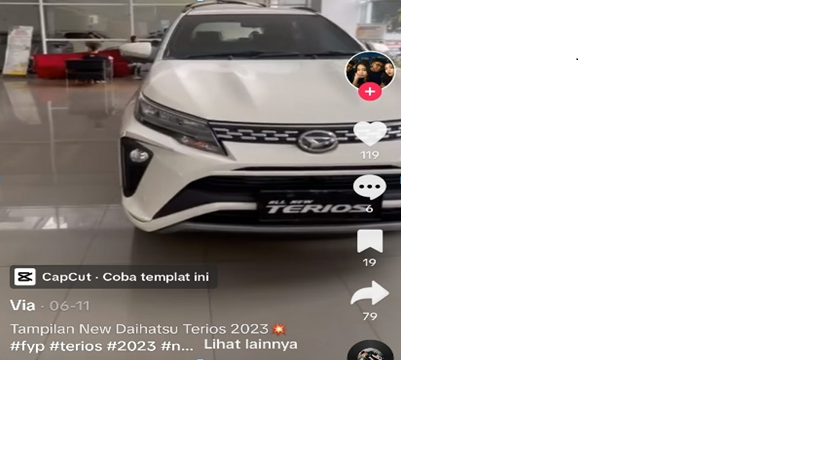 119
ALL NEW
TERIOS
6
19
CapCut · Coba templat ini
Via · 06-11
79
Tampilan New Daihatsu Terios 2023 💥
#fyp #terios #2023 #n... Lihat lainnya